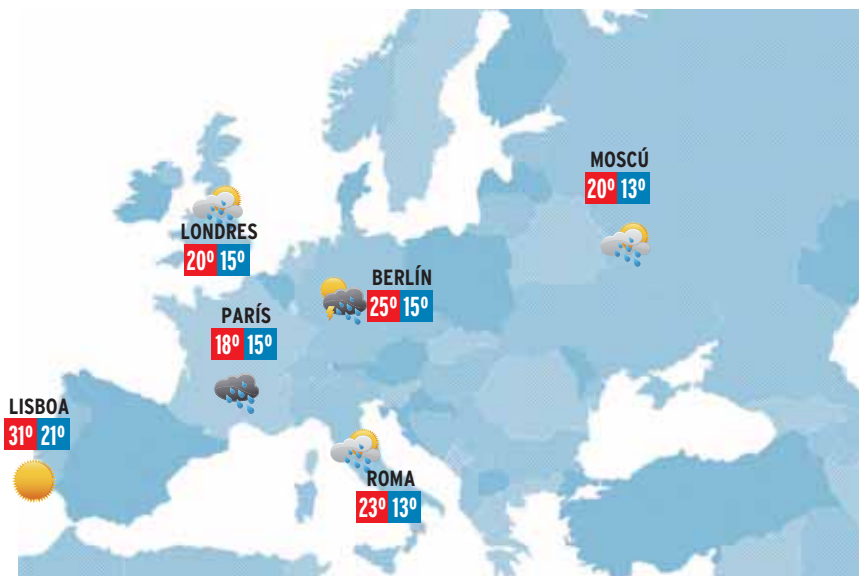 MOSCÚ
20º 13º
LONDRES
20º 15º
BERLÍN
25º 15º
PARÍS
18º 15º
LISBOA
31º 21º
ROMA
23º 13º